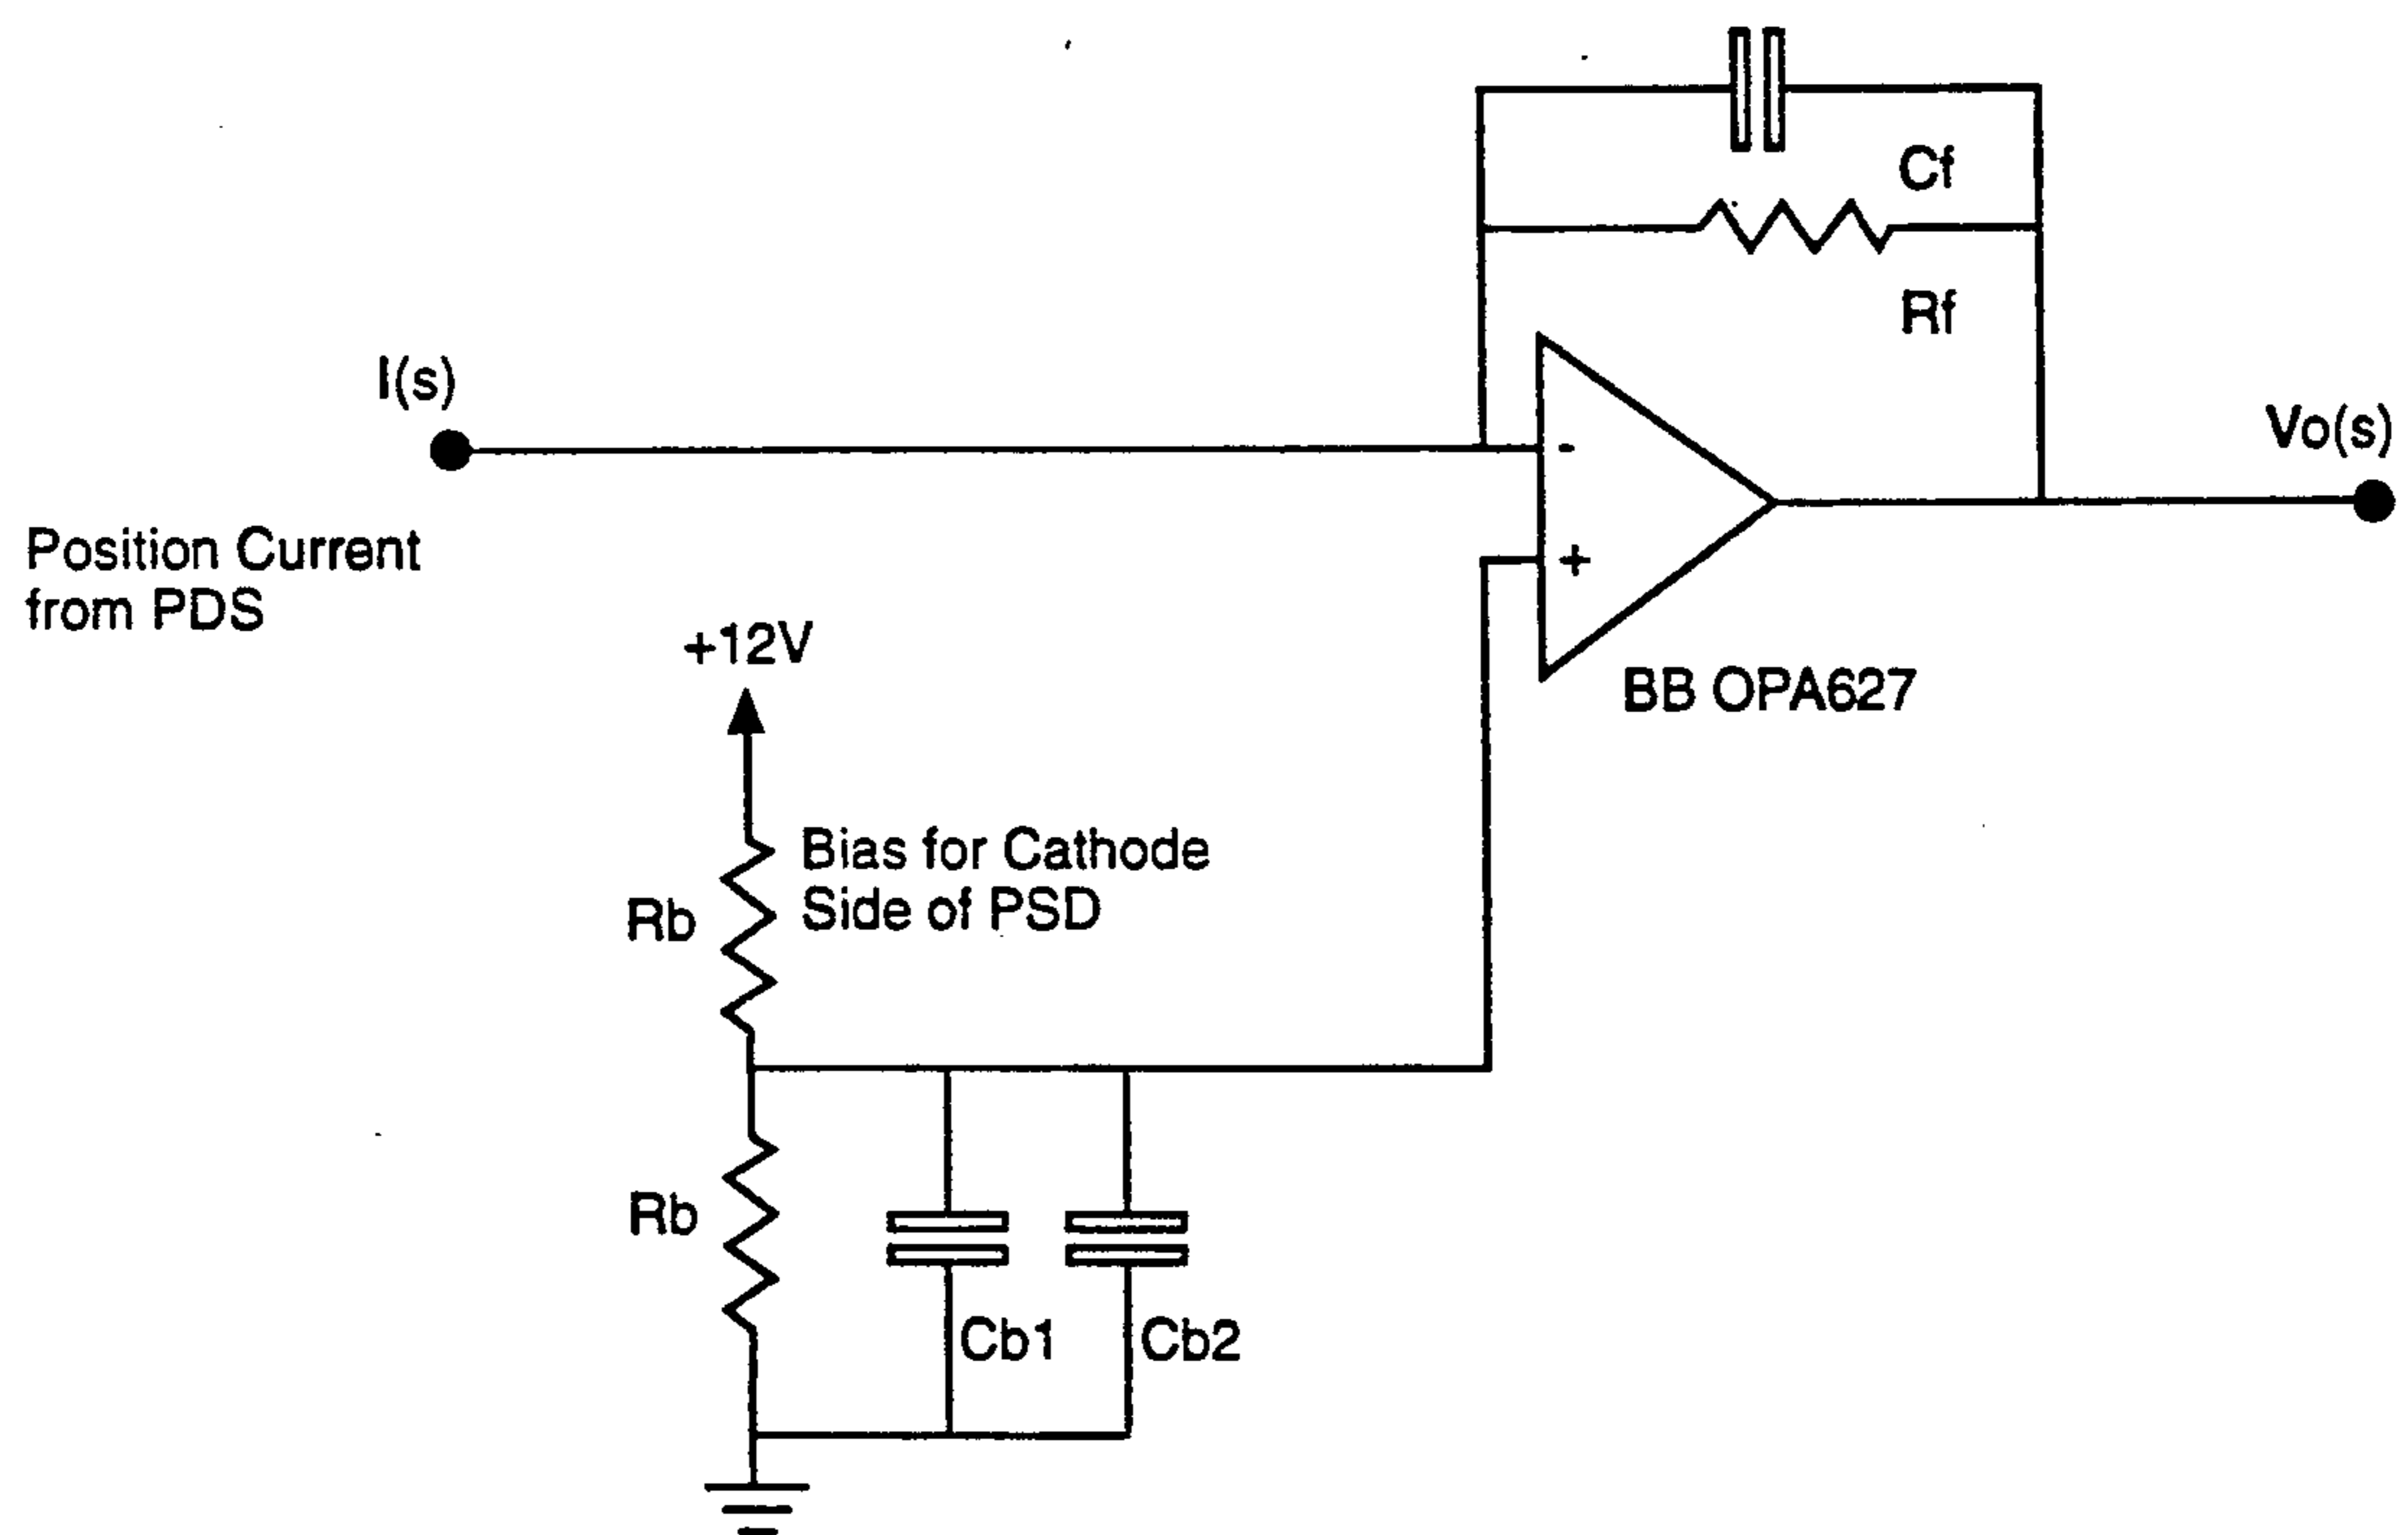 Cf
Rf
I(s)
Vo(s)
-
+
Position Current
from PDS
+12V
BB OPA627
Bias for Cathode
Side of PSD
Rb
Rb
Cb1
Cb2